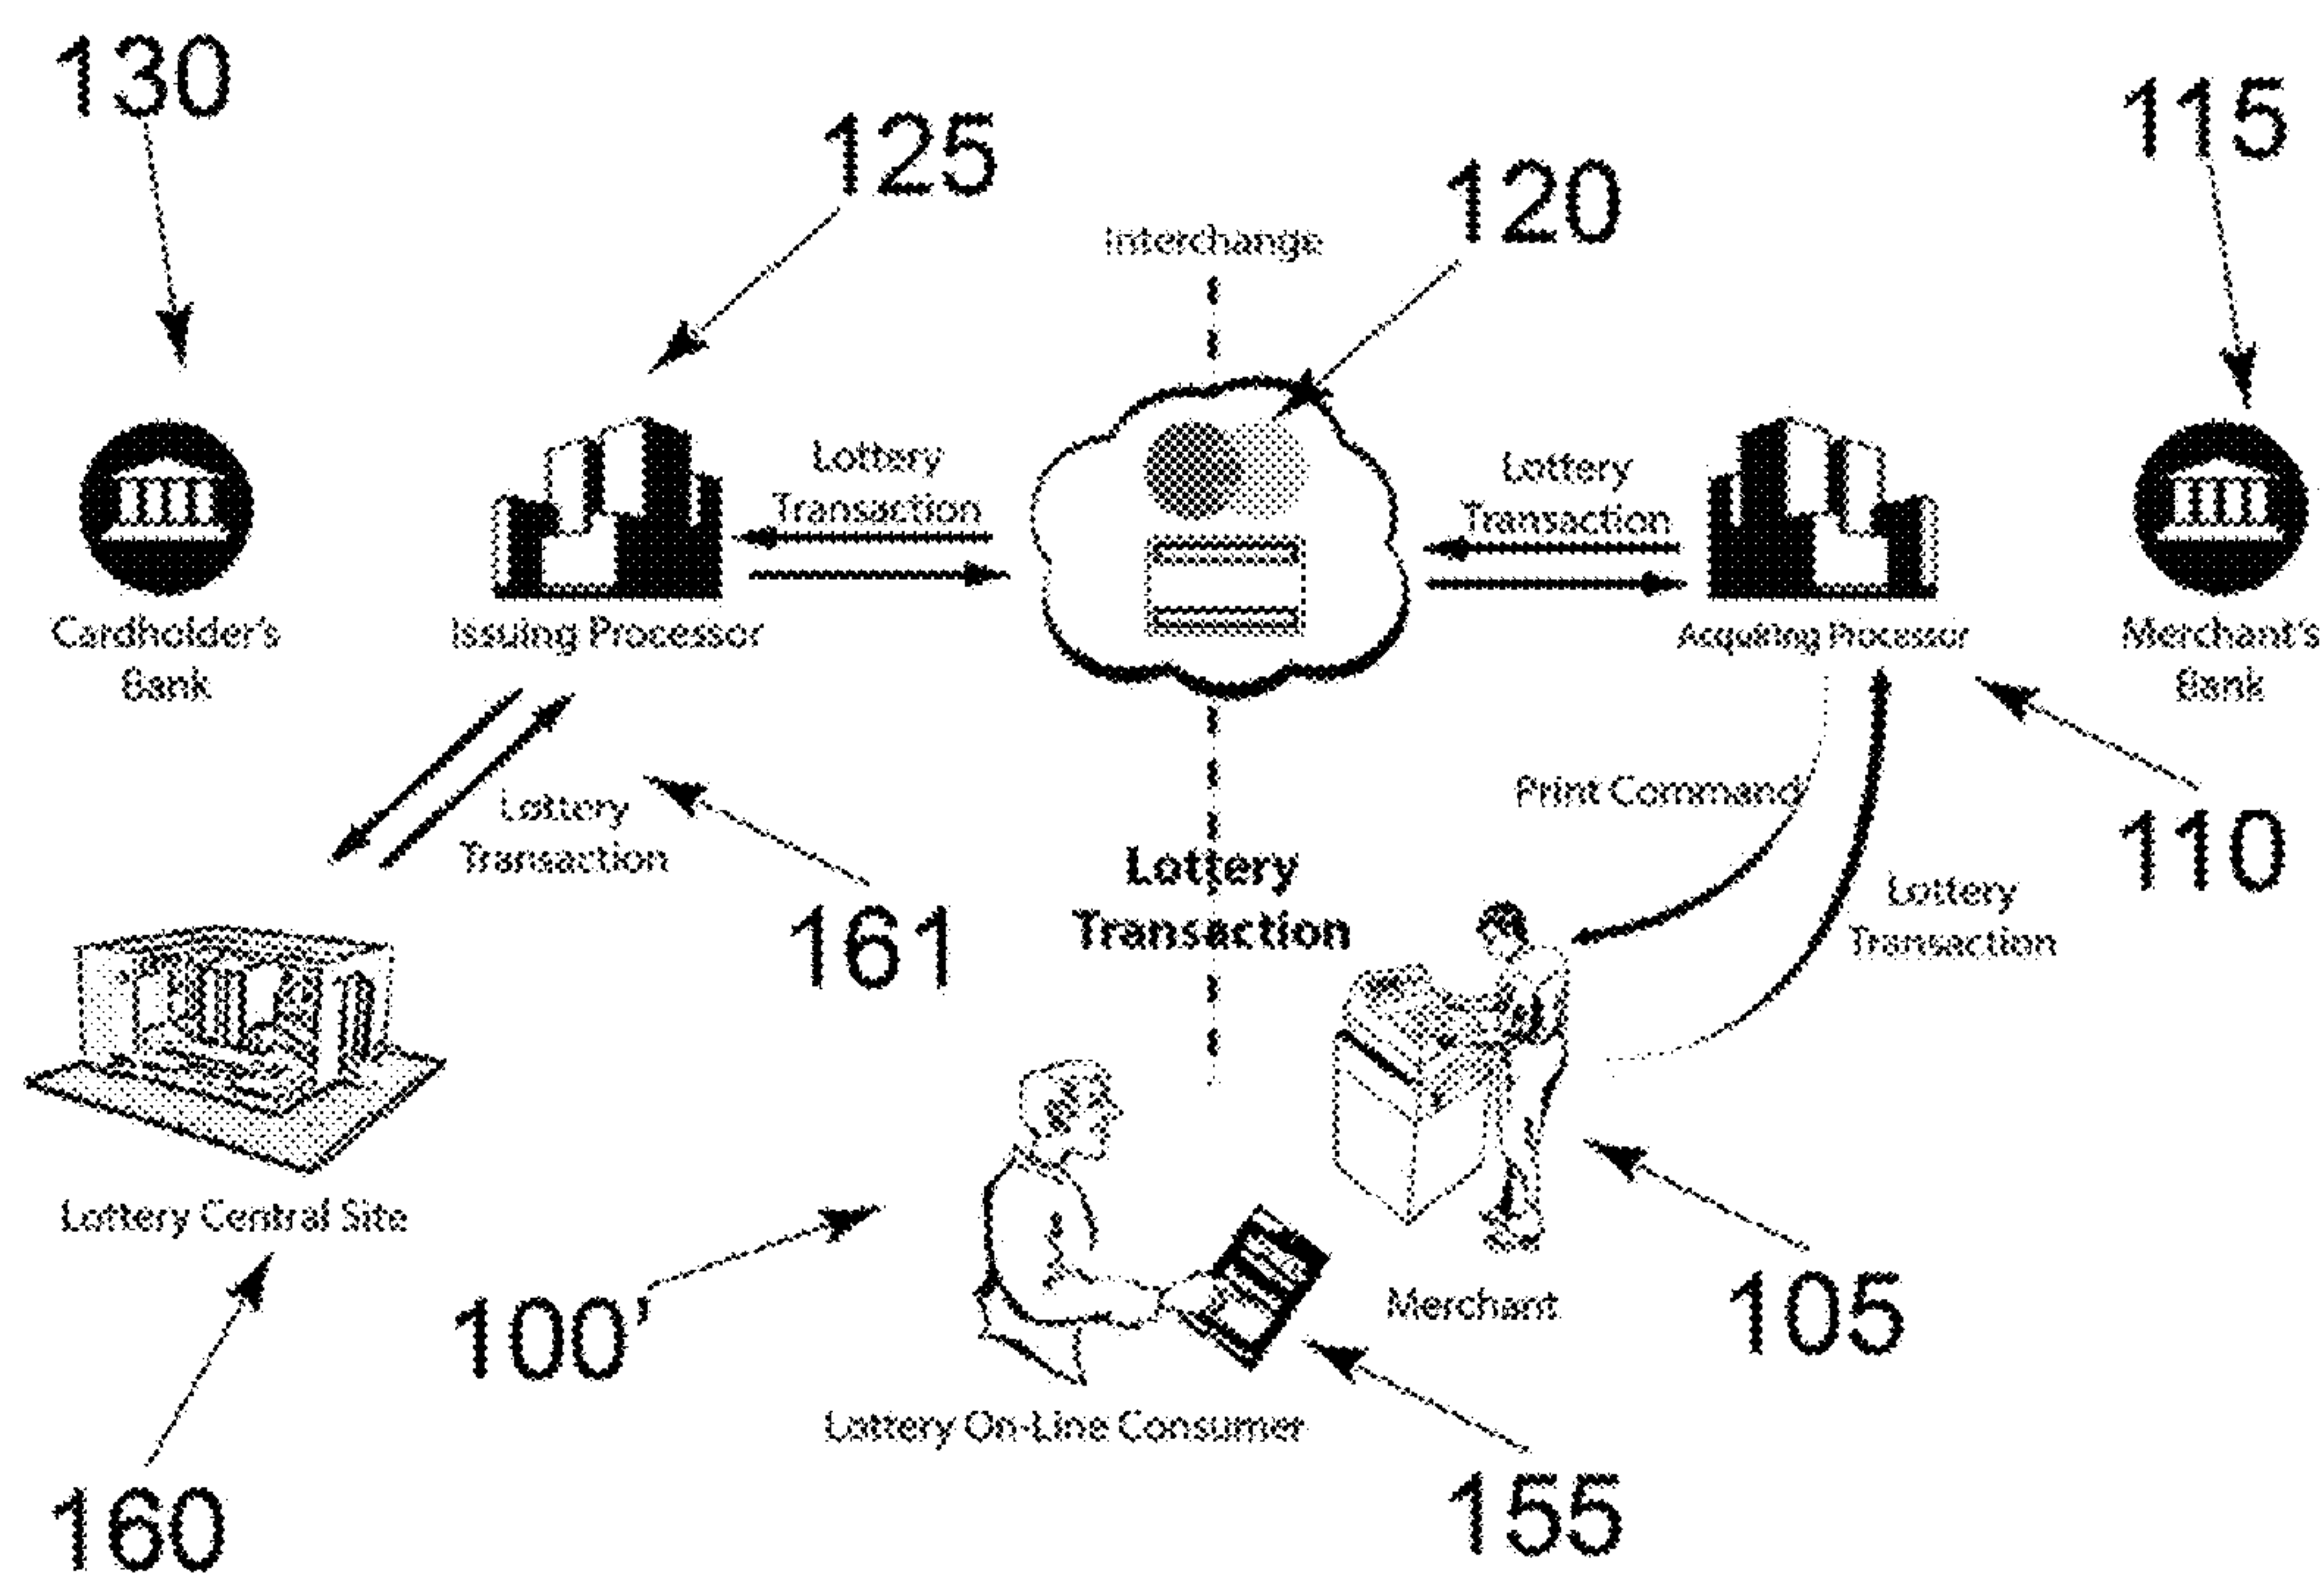 130
125
115
120
Interchange
Lottery
Transaction
Lottery
Transaction
Cardholder's
Bank
Issuing Processor
Acquiring Processor
Merchant's
Bank
Print Command
110
Lottery
Transaction
161
Lottery
Transaction
Lottery
Transaction
Lottery Central Site
100'
Merchant
105
Lottery On-Line Consumer
160
155